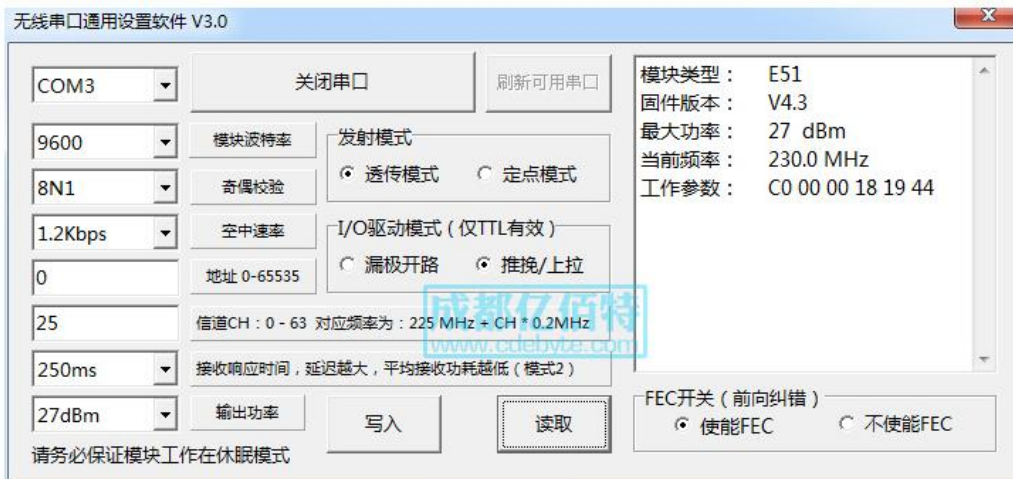 无线串口通用设置软件 V3.0
COM3
关闭串口
刷新可用串口
9600
模块波特率
8N1
奇偶校验
1.2Kbps
空中速率
0
地址 0-65535
25
信道CH：0 - 63 对应频率为：225 MHz + CH * 0.2MHz
250ms
接收响应时间，延迟越大，平均接收功耗越低（模式2）
27dBm
输出功率
发射模式
透传模式
定点模式
I/O驱动模式（仅TTL有效）
漏极开路
推挽/上拉
写入
读取
请务必保证模块工作在休眠模式
模块类型： E51
固件版本： V4.3
最大功率： 27 dBm
当前频率： 230.0 MHz
工作参数： C0 00 00 18 19 44
FEC开关（前向纠错）
使能FEC
不使能FEC
成都亿佰特
www.cdebyte.com